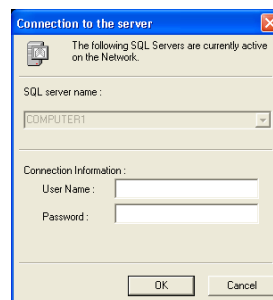 Connection to the server
The following SQL Servers are currently active
on the Network.
SQL server name :
COMPUTER1
Connection Information :
User Name :
Password :
OK
Cancel